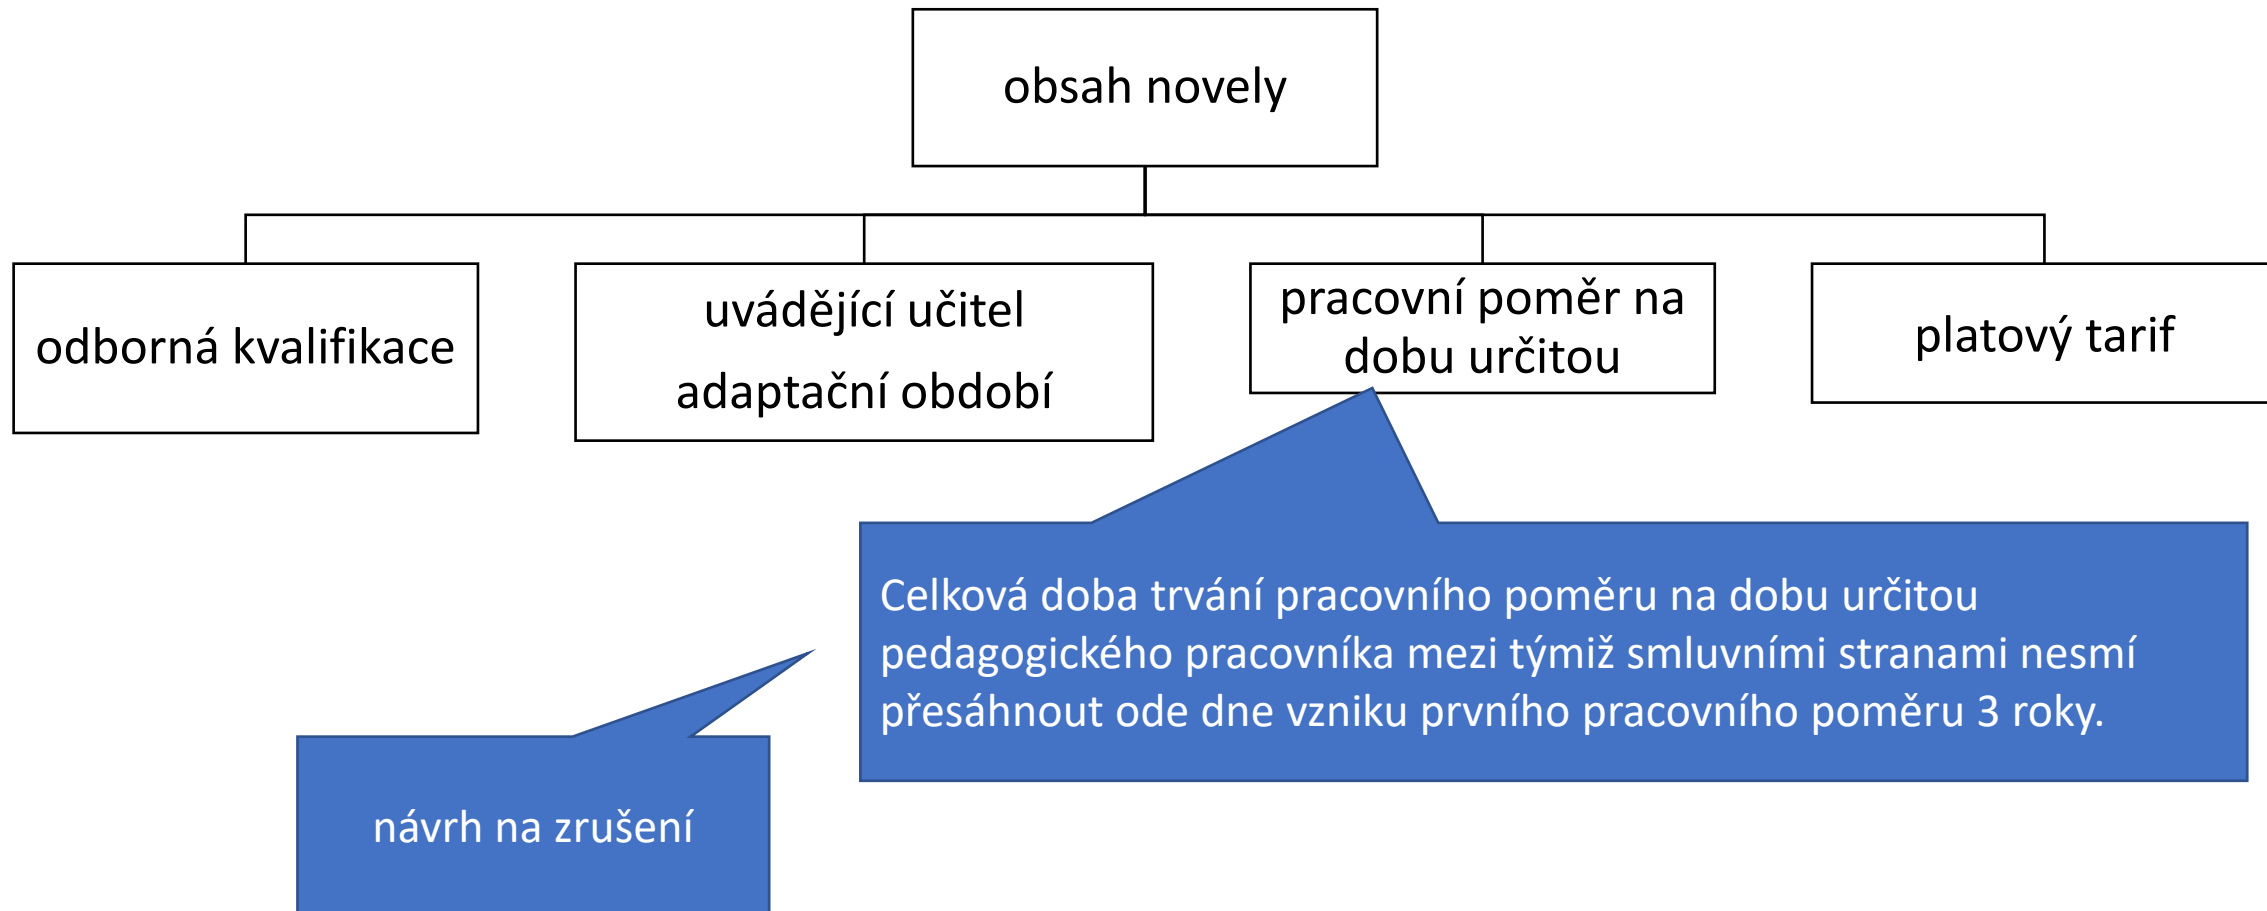 obsah novely
odborná kvalifikace
uvádějící učitel
adaptační období
pracovní poměr na
dobu určitou
platový tarif
Celková doba trvání pracovního poměru na dobu určitou
pedagogického pracovníka mezi týmiž smluvními stranami nesmí
přesáhnout ode dne vzniku prvního pracovního poměru 3 roky.
návrh na zrušení